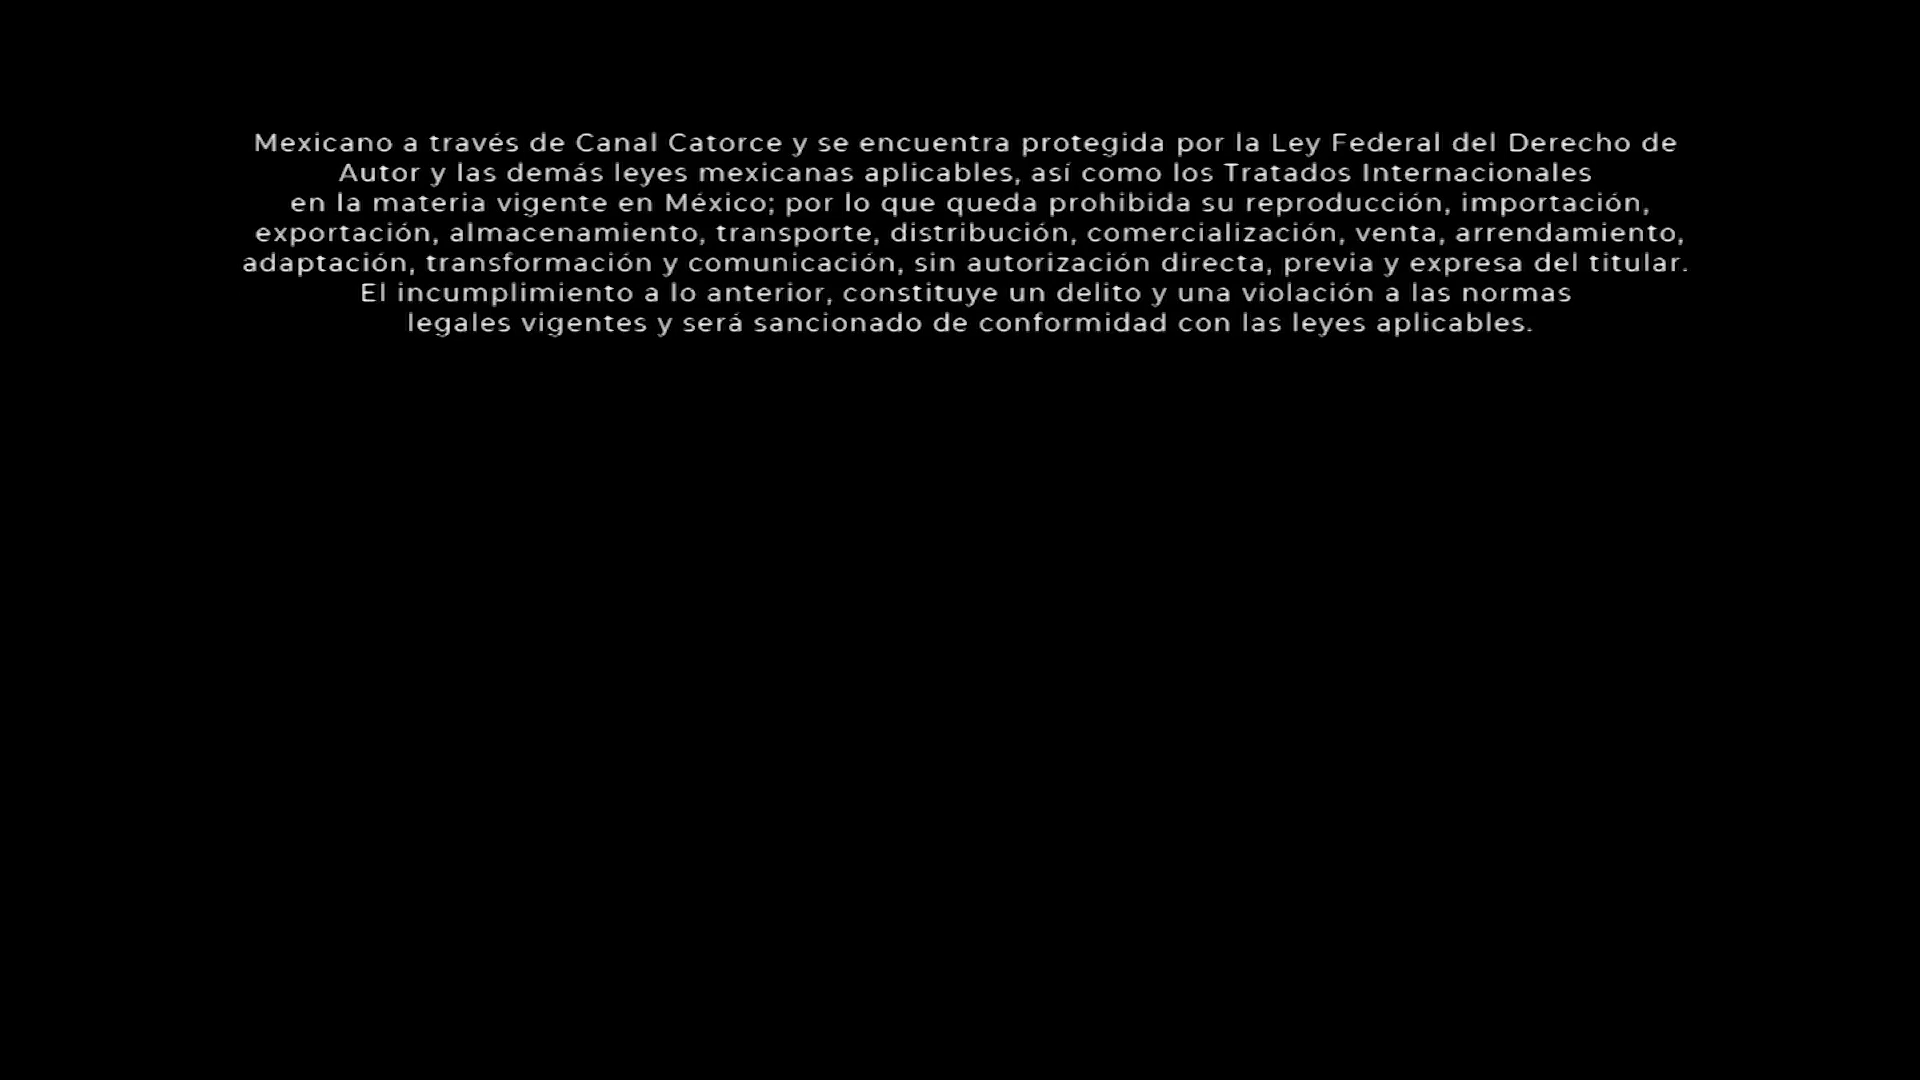 Mexicano a través de Canal Catorce y se encuentra protegida por la Ley Federal del Derecho de
Autor y las demás leyes mexicanas aplicables, así como los Tratados Internacionales
en la materia vigente en México; por lo que queda prohibida su reproducción, importación,
exportación, almacenamiento, transporte, distribución, comercialización, venta, arrendamiento,
adaptación, transformación y comunicación, sin autorización directa, previa y expresa del titular.
El incumplimiento a lo anterior, constituye un delito y una violación a las normas
legales vigentes y será sancionado de conformidad con las leyes aplicables.